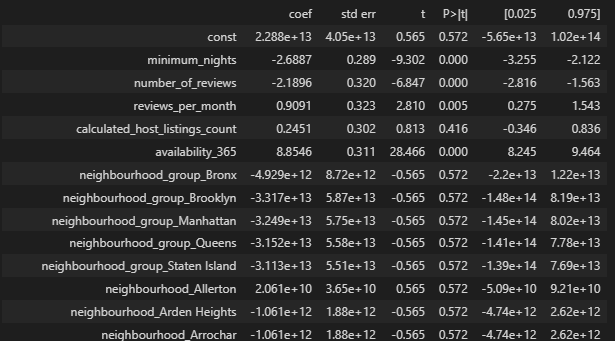 coef std err t P>|t| [0.025 0.975]
const 2.288e+13 4.05e+13 0.565 0.572 -5.65e+13 1.02e+14
minimum_nights -2.6887 0.289 -9.302 0.000 -3.255 -2.122
number_of_reviews -2.1896 0.320 -6.847 0.000 -2.816 -1.563
reviews_per_month 0.9091 0.323 2.810 0.005 0.275 1.543
calculated_host_listings_count 0.2451 0.302 0.813 0.416 -0.346 0.836
availability_365 8.8546 0.311 28.466 0.000 8.245 9.464
neighbourhood_group_Bronx -4.929e+12 8.72e+12 -0.565 0.572 -2.2e+13 1.22e+13
neighbourhood_group_Brooklyn -3.317e+13 5.87e+13 -0.565 0.572 -1.48e+14 8.19e+13
neighbourhood_group_Manhattan -3.249e+13 5.75e+13 -0.565 0.572 -1.45e+14 8.02e+13
neighbourhood_group_Queens -3.152e+13 5.58e+13 -0.565 0.572 -1.41e+14 7.78e+13
neighbourhood_group_Staten Island -3.113e+13 5.51e+13 -0.565 0.572 -1.39e+14 7.69e+13
neighbourhood_Allerton 2.061e+10 3.65e+10 0.565 0.572 -5.09e+10 9.21e+10
neighbourhood_Arden Heights -1.061e+12 1.88e+12 -0.565 0.572 -4.74e+12 2.62e+12
neighbourhood_Arrochar -1.061e+12 1.88e+12 -0.565 0.572 -4.74e+12 2.62e+12